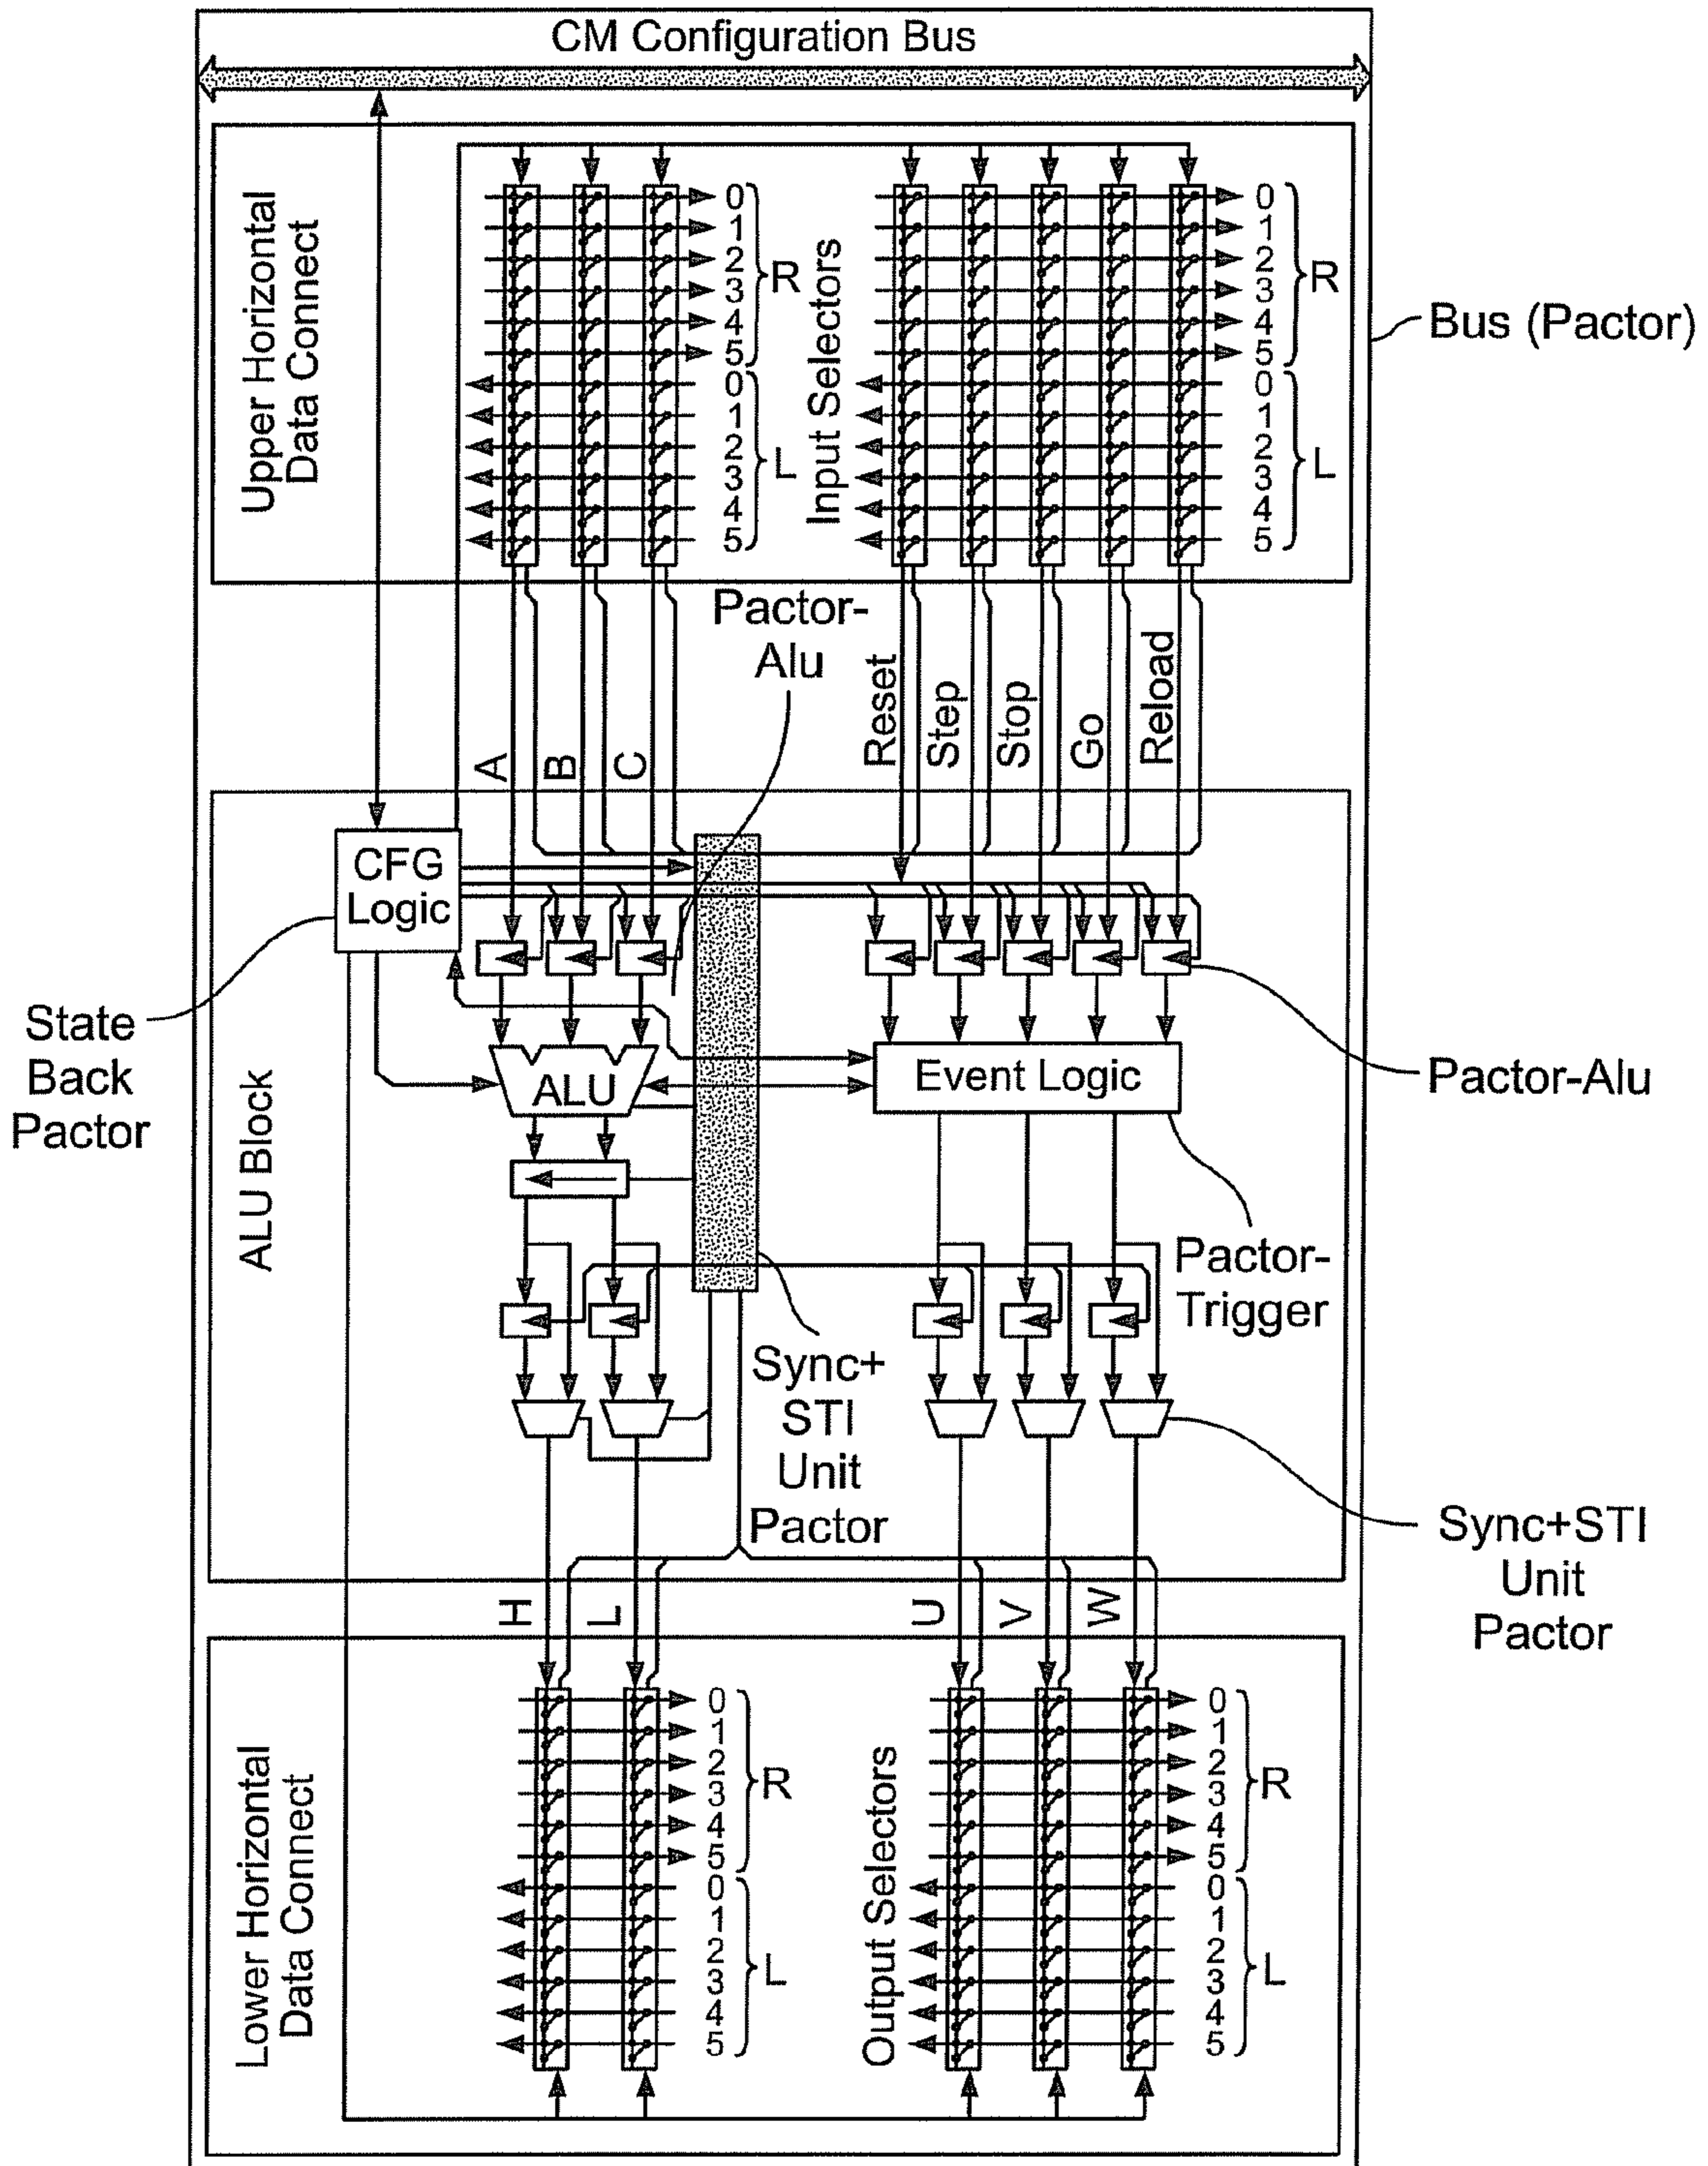 CM Configuration Bus
Upper Horizontal
Data Connect
0
1
2
3
4
5
R
0
1
2
3
4
5
L
Input Selectors
0
1
2
3
4
5
R
0
1
2
3
4
5
L
Bus (Pactor)
Pactor-
Alu
A
B
C
Reset
Step
Stop
Go
Reload
CFG
Logic
State
Back
Pactor
ALU Block
ALU
Event Logic
Pactor-Alu
Pactor-
Trigger
Sync+
STI
Unit
Pactor
Sync+STI
Unit
Pactor
H
L
U
V
W
Lower Horizontal
Data Connect
0
1
2
3
4
5
R
0
1
2
3
4
5
L
Output Selectors
0
1
2
3
4
5
R
0
1
2
3
4
5
L